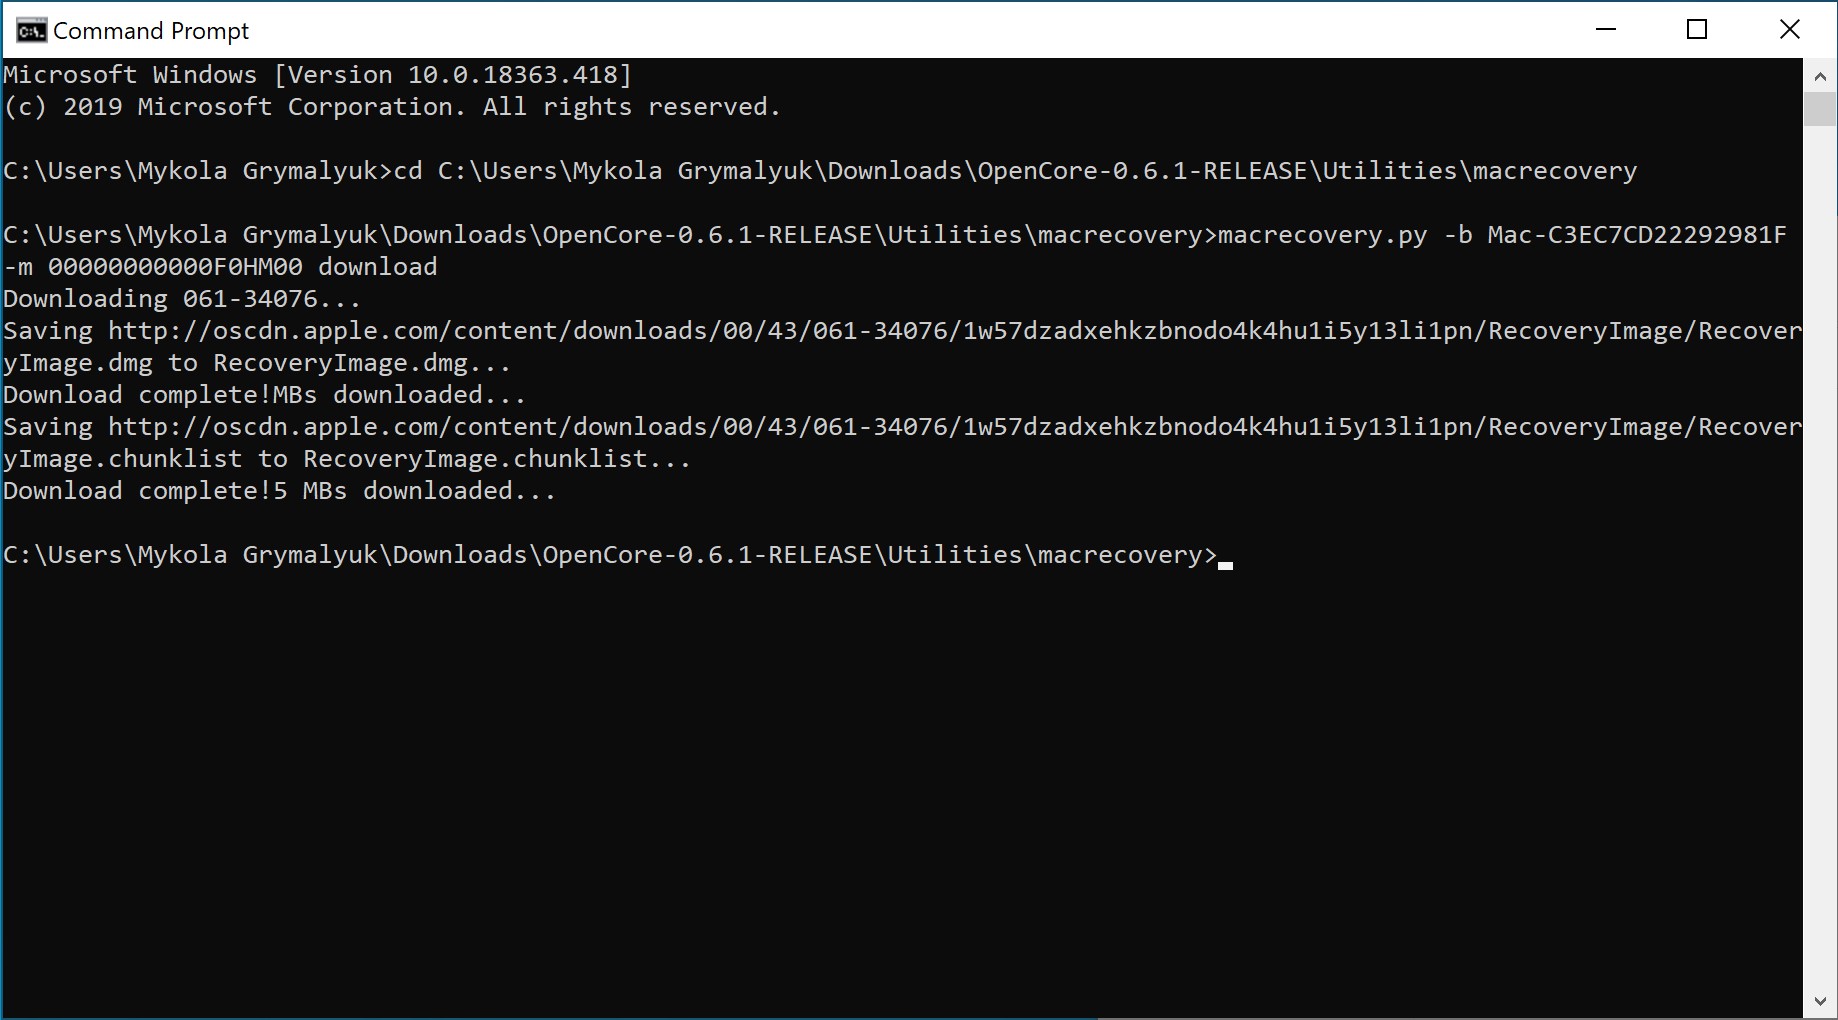 Command Prompt
Microsoft Windows [Version 10.0.18363.418]
(c) 2019 Microsoft Corporation. All rights reserved.
C:\Users\Mykola Grymalyuk>cd C:\Users\Mykola Grymalyuk\Downloads\OpenCore-0.6.1-RELEASE\Utilities\macrecovery
C:\Users\Mykola Grymalyuk\Downloads\OpenCore-0.6.1-RELEASE\Utilities\macrecovery>macrecovery.py -b Mac-C3EC7CD22292981F
-m 00000000000F0HM00 download
Downloading 061-34076...
Saving http://oscdn.apple.com/content/downloads/00/43/061-34076/1w57dzadxehkzbnodo4k4hu1i5y13li1pn/RecoveryImage/Recover
yImage.dmg to RecoveryImage.dmg...
Download complete!MBs downloaded...
Saving http://oscdn.apple.com/content/downloads/00/43/061-34076/1w57dzadxehkzbnodo4k4hu1i5y13li1pn/RecoveryImage/Recover
yImage.chunklist to RecoveryImage.chunklist...
Download complete!5 MBs downloaded...
C:\Users\Mykola Grymalyuk\Downloads\OpenCore-0.6.1-RELEASE\Utilities\macrecovery>